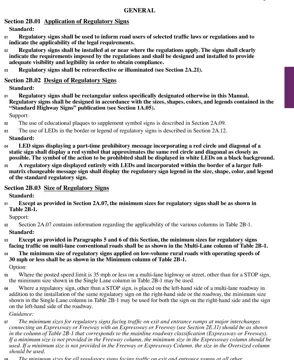 GENERAL
Section 2B.01 Application of Regulatory Signs
Standard:
01 Regulatory signs shall be used to inform road users of selected traffic laws or regulations and to
indicate the applicability of the legal requirements.
02 Regulatory signs shall be installed at or near where the regulations apply. The signs shall clearly
indicate the requirements imposed by the regulations and shall be designed and installed to provide
adequate visibility and legibility in order to obtain compliance.
03 Regulatory signs shall be retroreflective or illuminated (see Section 2A.21).
Section 2B.02 Design of Regulatory Signs
Standard:
01 Regulatory signs shall be rectangular unless specifically designated otherwise in this Manual.
Regulatory signs shall be designed in accordance with the sizes, shapes, colors, and legends contained in the
“Standard Highway Signs” publication (see Section 1A.05).
Support:
02 The use of educational plaques to supplement symbol signs is described in Section 2A.09.
03 The use of LEDs in the border or legend of regulatory signs is described in Section 2A.12.
Standard:
04 LED signs displaying a part-time prohibitory message incorporating a red circle and diagonal of a
static sign shall display a red symbol that approximates the same red circle and diagonal as closely as
possible. The symbol of the action to be prohibited shall be displayed in white LEDs on a black background.
05 A regulatory sign displayed entirely with LEDs and incorporated within the border of a larger full-
matrix changeable message sign shall display the regulatory sign legend in the size, shape, color, and legend
of the standard regulatory sign.
Section 2B.03 Size of Regulatory Signs
Standard:
01 Except as provided in Section 2A.07, the minimum sizes for regulatory signs shall be as shown in
Table 2B-1.
Support:
02 Section 2A.07 contains information regarding the applicability of the various columns in Table 2B-1.
Standard:
03 Except as provided in Paragraphs 5 and 6 of this Section, the minimum sizes for regulatory signs
facing traffic on multi-lane conventional roads shall be as shown in the Multi-Lane column of Table 2B-1.
04 The minimum size of regulatory signs applied on low-volume rural roads with operating speeds of
30 mph or less shall be as shown in the Minimum column of Table 2B-1.
Option:
05 Where the posted speed limit is 35 mph or less on a multi-lane highway or street, other than for a STOP sign,
the minimum size shown in the Single Lane column in Table 2B-1 may be used.
06 Where a regulatory sign, other than a STOP sign, is placed on the left-hand side of a multi-lane roadway in
addition to the installation of the same regulatory sign on the right-hand side or the roadway, the minimum size
shown in the Single Lane column in Table 2B-1 may be used for both the sign on the right-hand side and the sign
on the left-hand side of the roadway.
Guidance:
07 The minimum sizes for regulatory signs facing traffic on exit and entrance ramps at major interchanges
connecting an Expressway or Freeway with an Expressway or Freeway (see Section 2E.11) should be as shown
in the column of Table 2B-1 that corresponds to the mainline roadway classification (Expressway or Freeway).
If a minimum size is not provided in the Freeway column, the minimum size in the Expressway column should be
used. If a minimum size is not provided in the Freeway or Expressway Column, the size in the Oversized column
should be used.
08 The minimum sizes for all regulatory signs facing traffic on exit and entrance ramps at all other